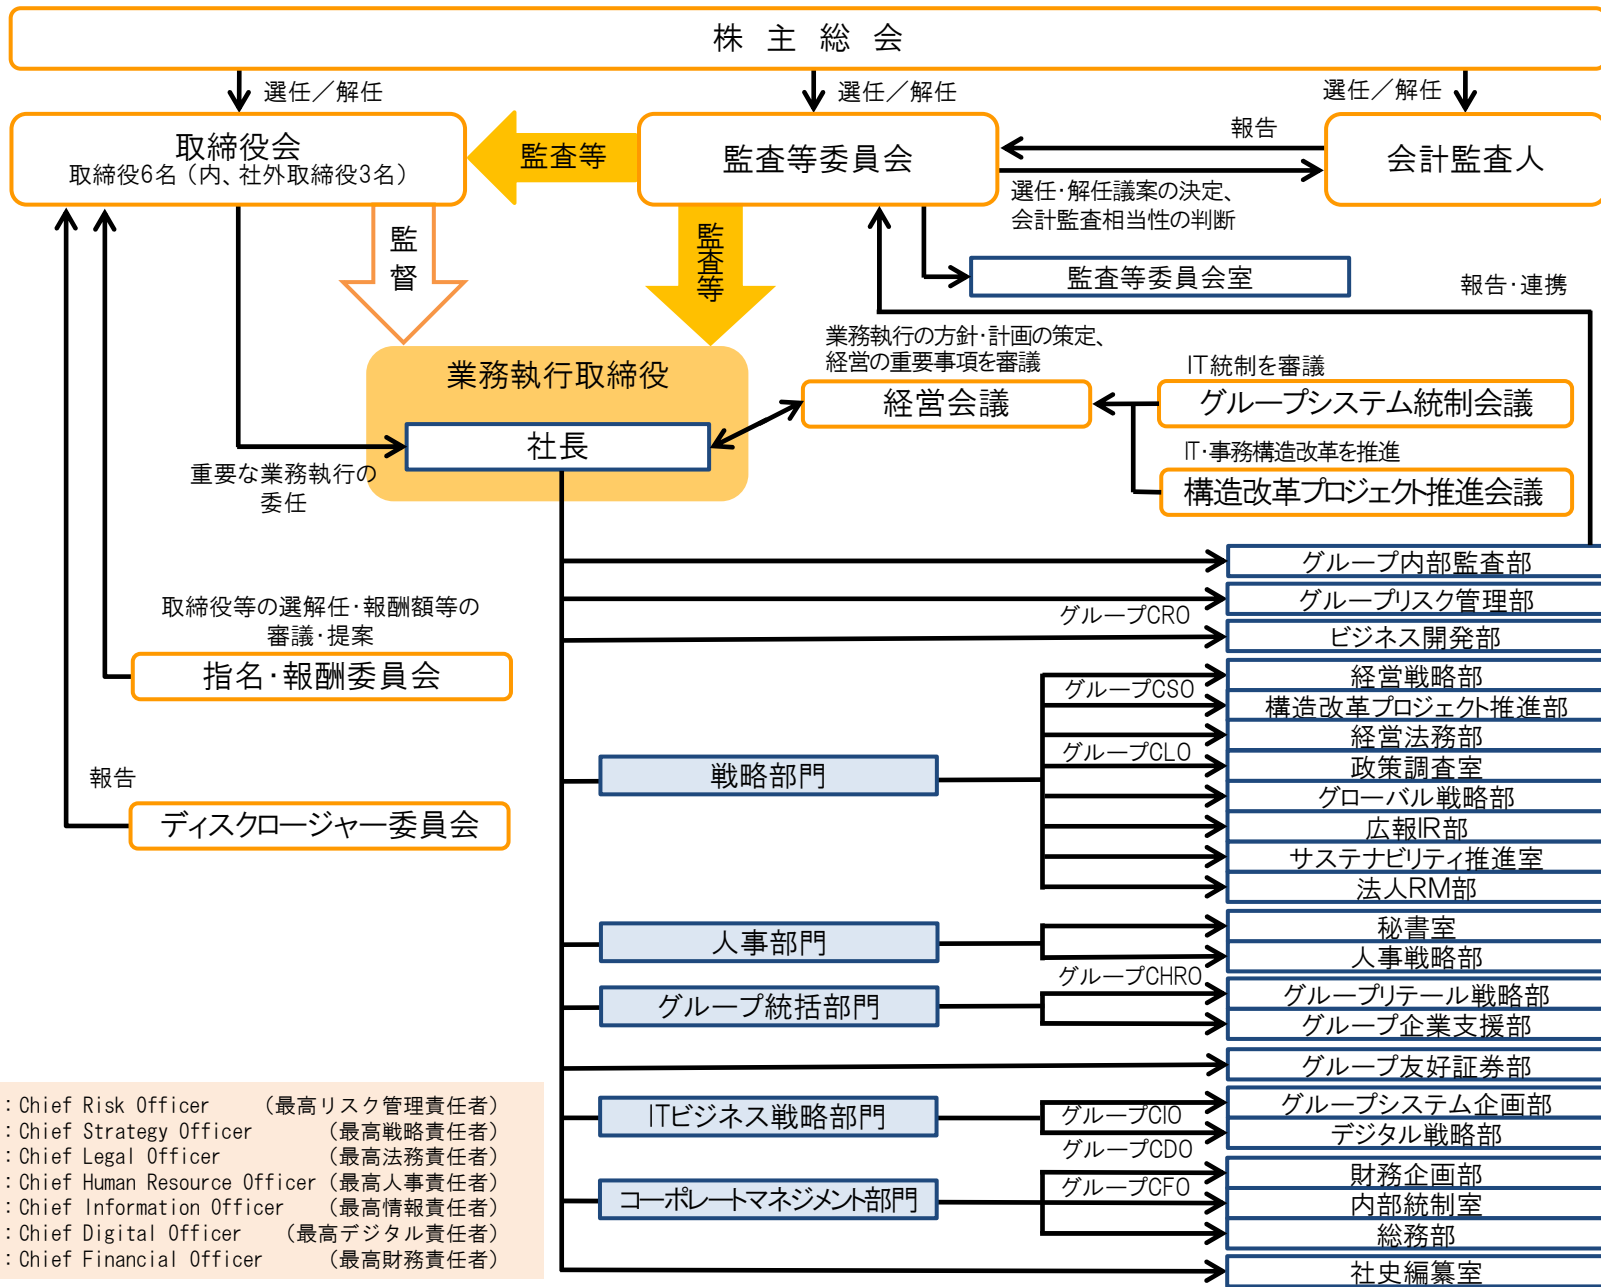 株 主 総 会
選任／解任
選任／解任
選任／解任
取締役会
取締役6名（内、社外取締役3名）
監査等
監査等委員会
報告
選任・解任議案の決定、
会計監査相当性の判断
会計監査人
監督
監査等
監査等委員会室
報告・連携
業務執行取締役
社長
重要な業務執行の
委任
業務執行の方針・計画の策定、
経営の重要事項を審議
経営会議
IT統制を審議
グループシステム統制会議
IT・事務構造改革を推進
構造改革プロジェクト推進会議
取締役等の選解任・報酬額等の
審議・提案
指名・報酬委員会
報告
ディスクロージャー委員会
グループ内部監査部
グループリスク管理部
グループCRO
ビジネス開発部
戦略部門
経営戦略部
グループCSO
構造改革プロジェクト推進部
経営法務部
グループCLO
政策調査室
グローバル戦略部
広報IR部
サステナビリティ推進室
法人RM部
人事部門
秘書室
人事戦略部
グループCHRO
グループ統括部門
グループリテール戦略部
グループ企業支援部
グループ友好証券部
ITビジネス戦略部門
グループシステム企画部
グループCIO
デジタル戦略部
グループCDO
コーポレートマネジメント部門
財務企画部
グループCFO
内部統制室
総務部
社史編纂室
：Chief Risk Officer （最高リスク管理責任者）
：Chief Strategy Officer （最高戦略責任者）
：Chief Legal Officer （最高法務責任者）
：Chief Human Resource Officer（最高人事責任者）
：Chief Information Officer （最高情報責任者）
：Chief Digital Officer （最高デジタル責任者）
：Chief Financial Officer （最高財務責任者）